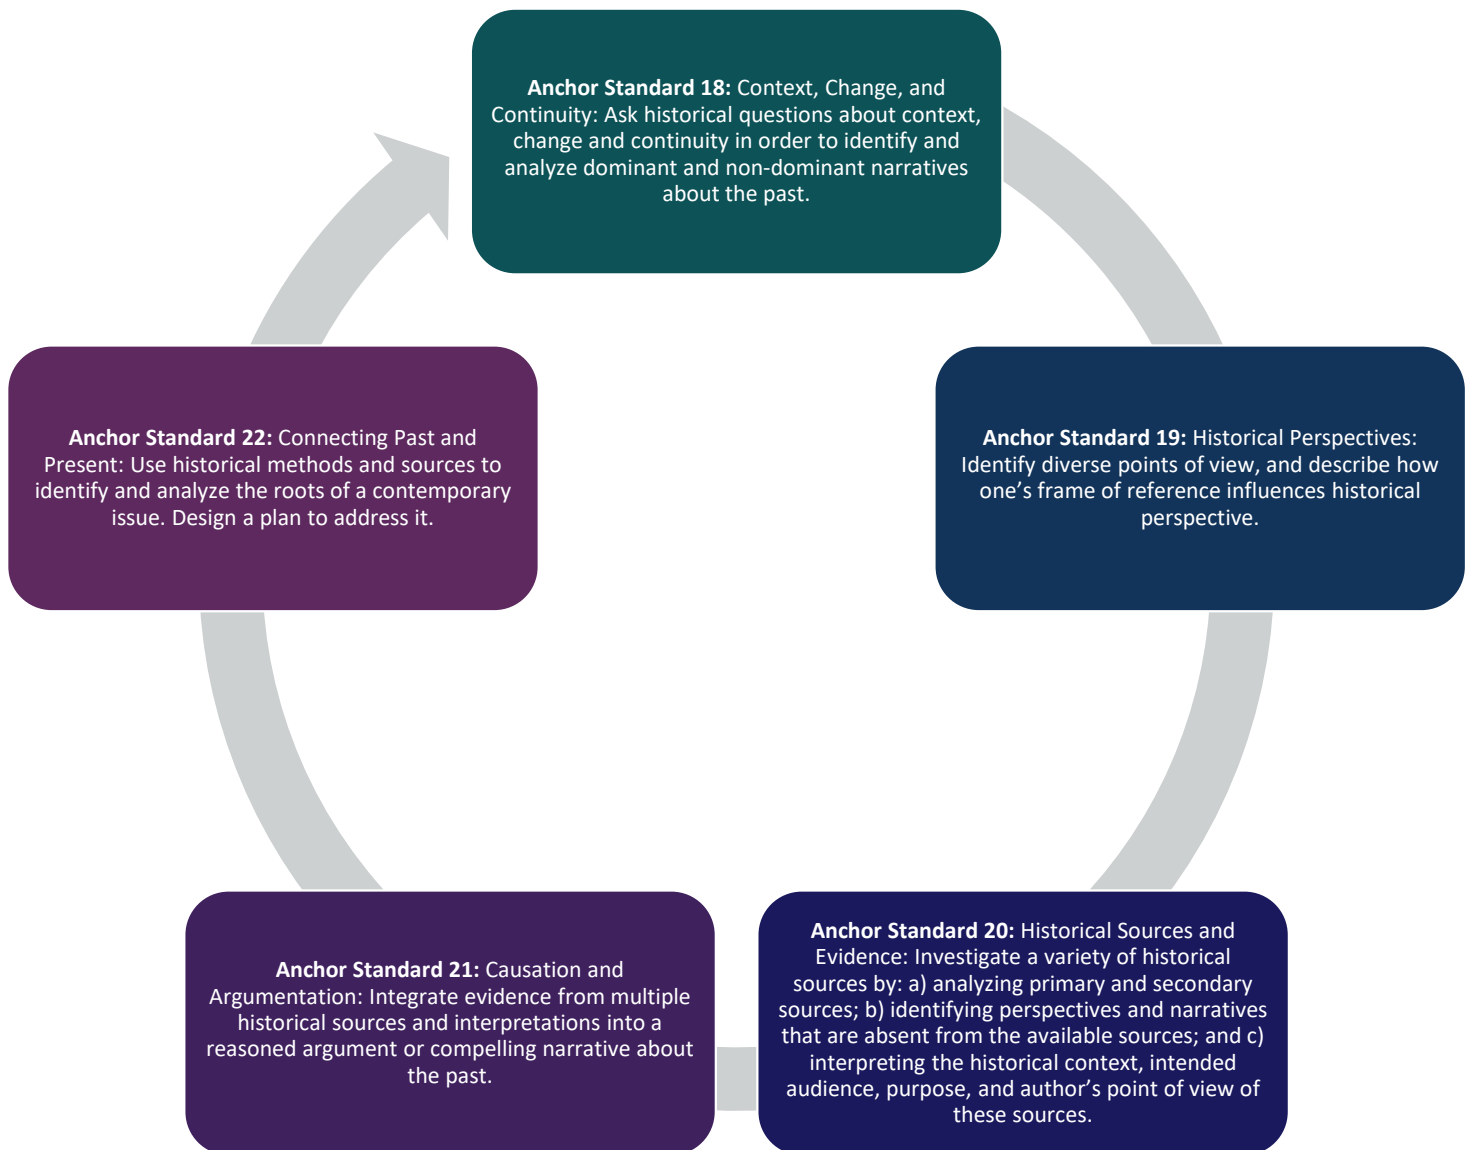 Anchor Standard 18: Context, Change, and
Continuity: Ask historical questions about context,
change and continuity in order to identify and
analyze dominant and non-dominant narratives
about the past.
Anchor Standard 19: Historical Perspectives:
Identify diverse points of view, and describe how
one’s frame of reference influences historical
perspective.
Anchor Standard 20: Historical Sources and
Evidence: Investigate a variety of historical
sources by: a) analyzing primary and secondary
sources; b) identifying perspectives and narratives
that are absent from the available sources; and c)
interpreting the historical context, intended
audience, purpose, and author’s point of view of
these sources.
Anchor Standard 21: Causation and
Argumentation: Integrate evidence from multiple
historical sources and interpretations into a
reasoned argument or compelling narrative about
the past.
Anchor Standard 22: Connecting Past and
Present: Use historical methods and sources to
identify and analyze the roots of a contemporary
issue. Design a plan to address it.